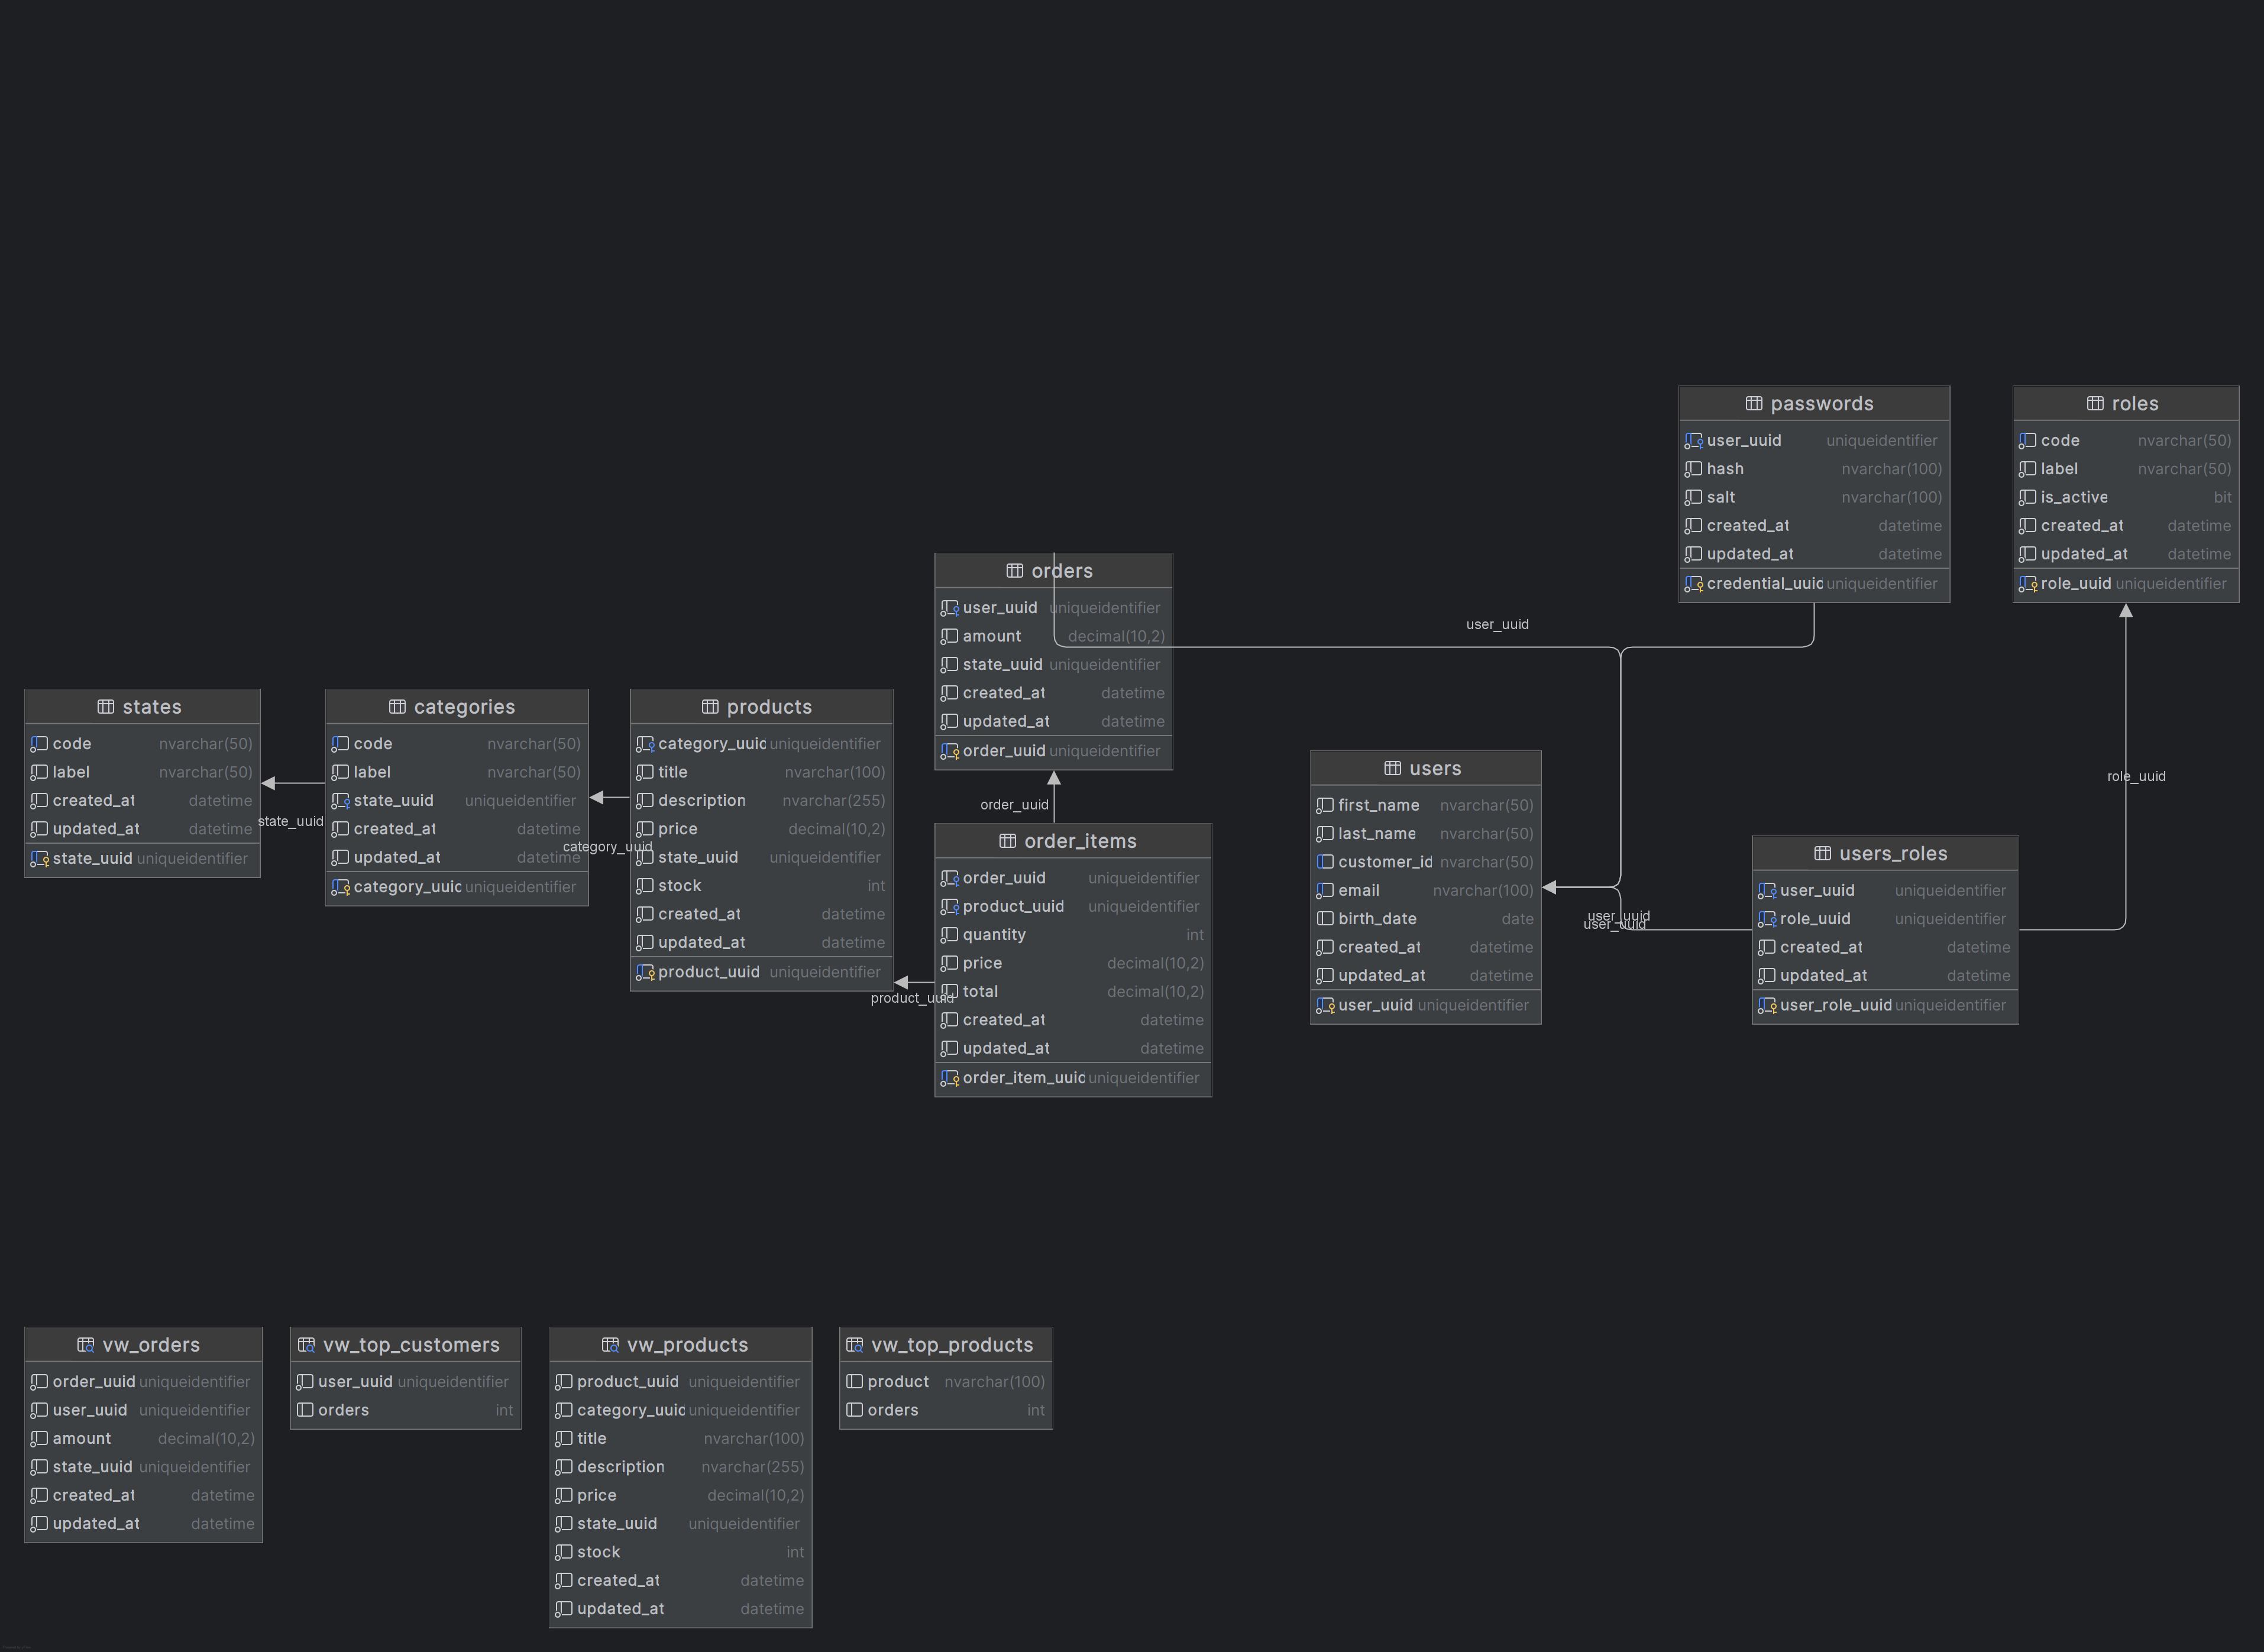 passwords
user_uuid uniqueidentifier
hash nvarchar(100)
salt nvarchar(100)
created_at datetime
updated_at datetime
credential_uuic uniqueidentifier
roles
code nvarchar(50)
label nvarchar(50)
is_active bit
created_at datetime
updated_at datetime
role_uuid uniqueidentifier
orders
user_uuid uniqueidentifier
amount decimal(10,2)
state_uuid uniqueidentifier
created_at datetime
updated_at datetime
order_uuid uniqueidentifier
user_uuid
states
code nvarchar(50)
label nvarchar(50)
created_at datetime
updated_at datetime
state_uuid uniqueidentifier
state_uuid
categories
code nvarchar(50)
label nvarchar(50)
state_uuid uniqueidentifier
created_at datetime
updated_at datetime
category_uuic uniqueidentifier
category_uuid
products
category_uuic uniqueidentifier
title nvarchar(100)
description nvarchar(255)
price decimal(10,2)
state_uuid uniqueidentifier
stock int
created_at datetime
updated_at datetime
product_uuid uniqueidentifier
product_uuid
order_uuid
order_items
order_uuid uniqueidentifier
product_uuid uniqueidentifier
quantity int
price decimal(10,2)
total decimal(10,2)
created_at datetime
updated_at datetime
order_item_uuic uniqueidentifier
users
first_name nvarchar(50)
last_name nvarchar(50)
customer_id nvarchar(50)
email nvarchar(100)
birth_date date
created_at datetime
updated_at datetime
user_uuid uniqueidentifier
user_uuid
user_uuid
users_roles
user_uuid uniqueidentifier
role_uuid uniqueidentifier
created_at datetime
updated_at datetime
user_role_uuid uniqueidentifier
role_uuid
vw_orders
order_uuid uniqueidentifier
user_uuid uniqueidentifier
amount decimal(10,2)
state_uuid uniqueidentifier
created_at datetime
updated_at datetime
vw_top_customers
user_uuid uniqueidentifier
orders int
vw_products
product_uuid uniqueidentifier
category_uuic uniqueidentifier
title nvarchar(100)
description nvarchar(255)
price decimal(10,2)
state_uuid uniqueidentifier
stock int
created_at datetime
updated_at datetime
vw_top_products
product nvarchar(100)
orders int